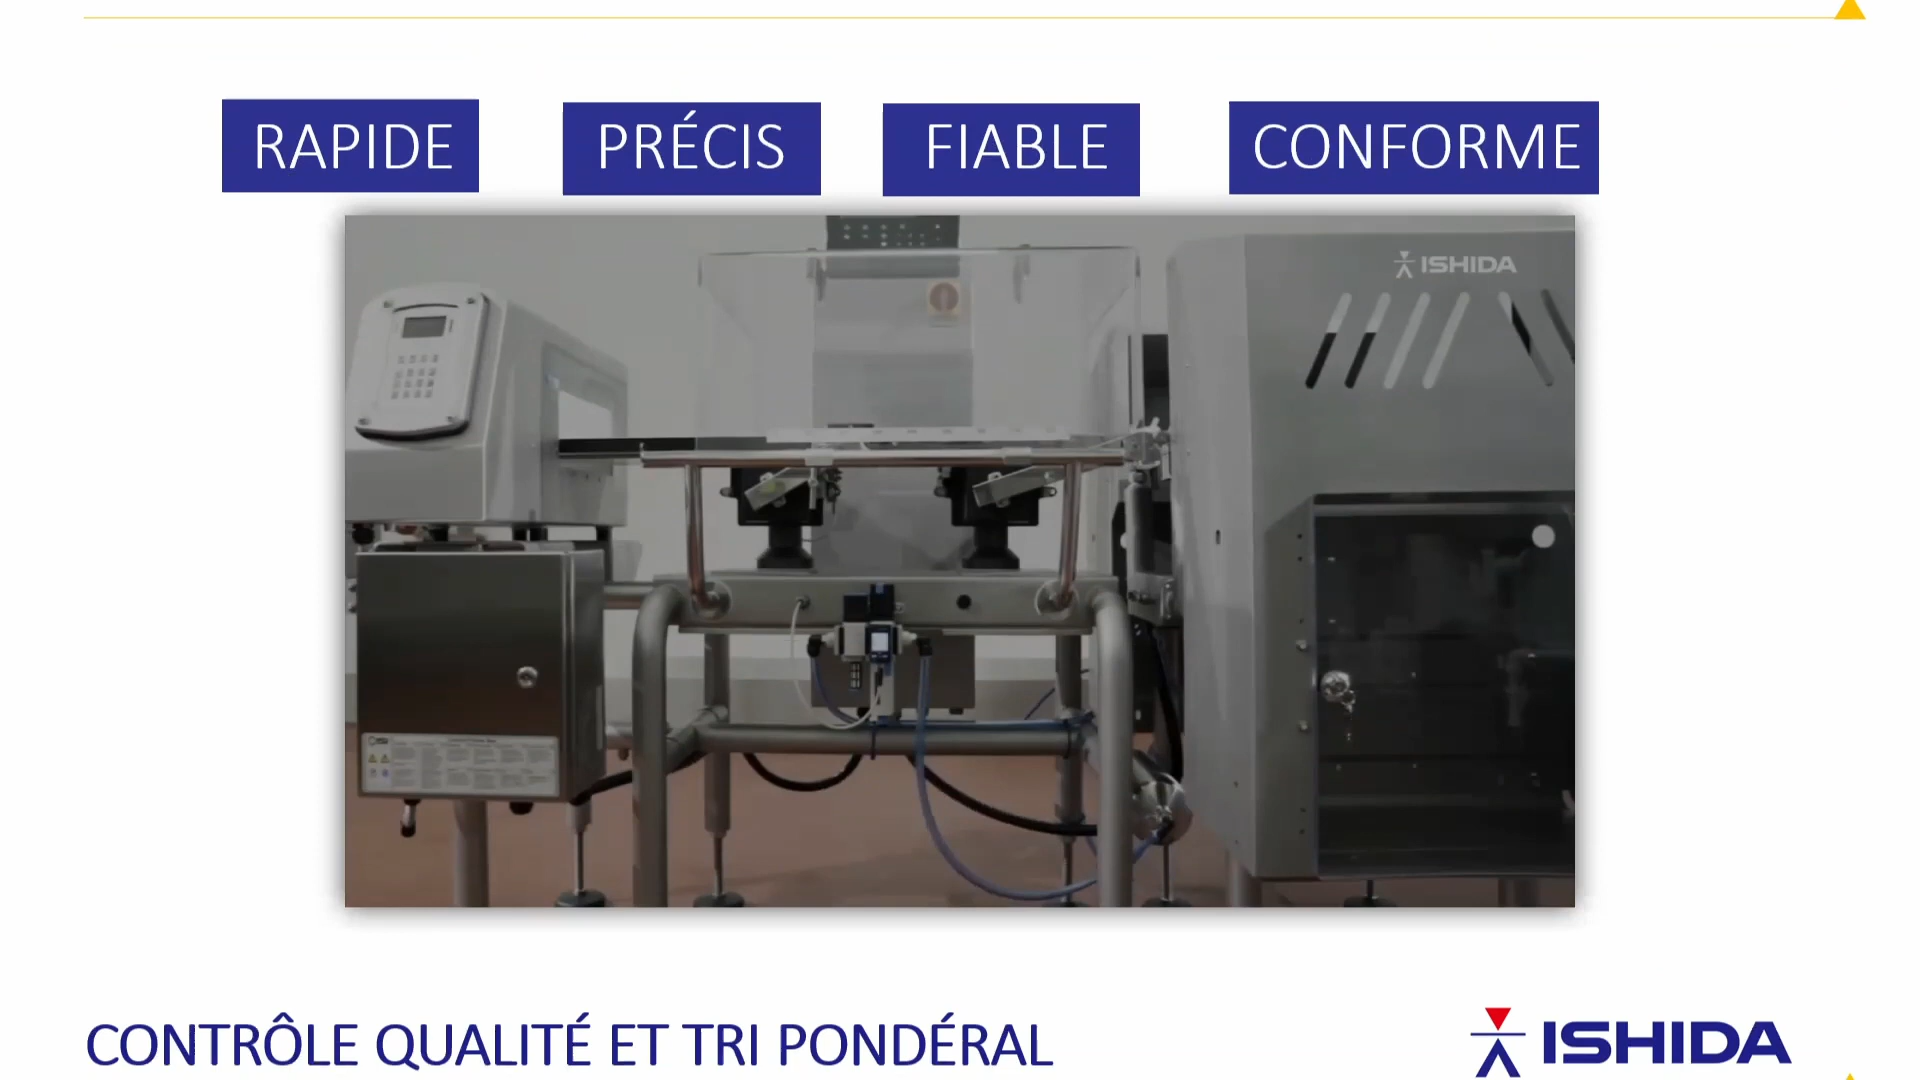 RAPIDE
PRÉCIS
FIABLE
CONFORME
ISHIDA
CONTRÔLE QUALITÉ ET TRI PONDÉRAL
ISHIDA